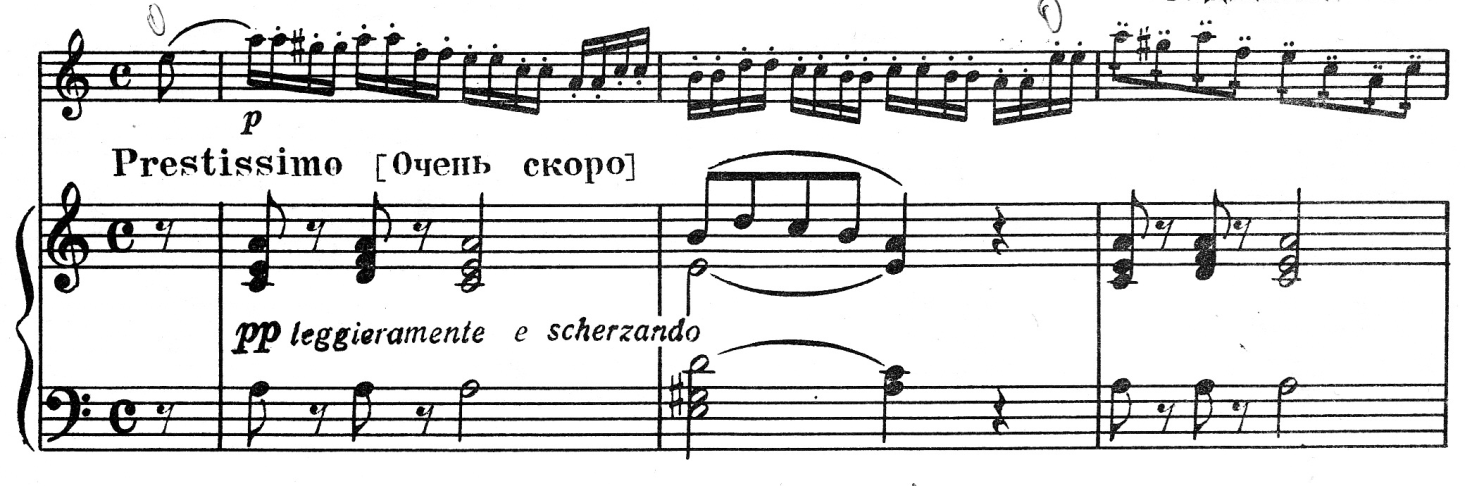 p
Prestissimo [Очень скоро]
pp leggieramente e scherzando